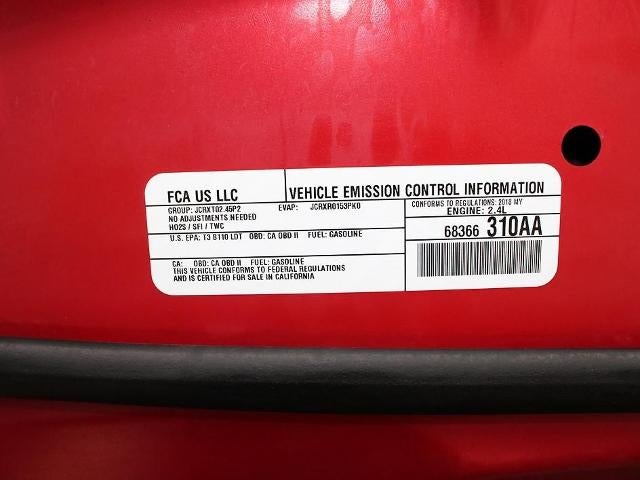 FCA US LLC
VEHICLE EMISSION CONTROL INFORMATION
GROUP: JCRXT02.45P2 EVAP: JCRXR0153PK0
NO ADJUSTMENTS NEEDED
HO2S / SFI / TWC
CONFORMS TO REGULATIONS: 2018 MY
ENGINE: 2.4L
U.S. EPA: T3 B110 LDT OBD: CA OBD II FUEL: GASOLINE
68366 310AA
CA: OBD: CA OBD II FUEL: GASOLINE
THIS VEHICLE CONFORMS TO FEDERAL REGULATIONS
AND IS CERTIFIED FOR SALE IN CALIFORNIA